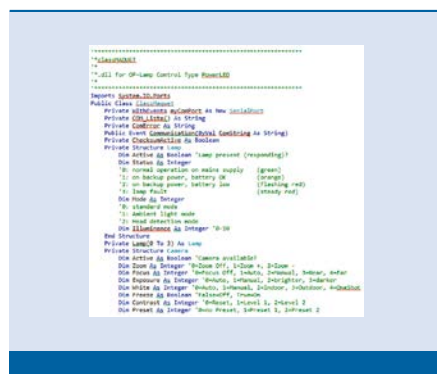 '**************************************************
'*classMAQUET
'*
'*.dll for OP-Lamp Control Type PowerLED
'*
'**************************************************
Imports System.IO.Ports
Public Class ClassMaquet
Private WithEvents myComPort As New SerialPort
Private COM_Liste() As String
Private ComError As String
Public Event Communication(ByVal ComString As String)
Private ChecksumActive As Boolean
Private Structure Lamp
Dim Active As Boolean 'Lamp present (responding)?
Dim Status As Integer
'0: normal operation on mains supply (green)
'1: on backup power, battery OK (orange)
'2: on backup power, battery low (flashing red)
'3: lamp fault (steady red)
Dim Mode As Integer
'0: standard mode
'1: Ambient light mode
'2: Head detection mode
Dim Illuminance As Integer '0-10
End Structure
Private Lamp(0 To 3) As Lamp
Private Structure Camera
Dim Active As Boolean 'Camera available?
Dim Zoom As Integer '0=Zoom Off, 1=Zoom +, 2=Zoom -
Dim Focus As Integer '0=Focus Off, 1=Auto, 2=Manual, 3=Near, 4=Far
Dim Exposure As Integer '0=Auto, 1=Manual, 2=brighter, 3=darker
Dim White As Integer '0=Auto, 1=Manual, 2=Indoor, 3=Outdoor,
Dim Freeze As Boolean 'False=Off, True=On
Dim Contrast As Integer '0=Reset, 1=Level 1, 2=Level 2
Dim Preset As Integer '0=no Preset, 1=Preset 1, 2=Preset 2